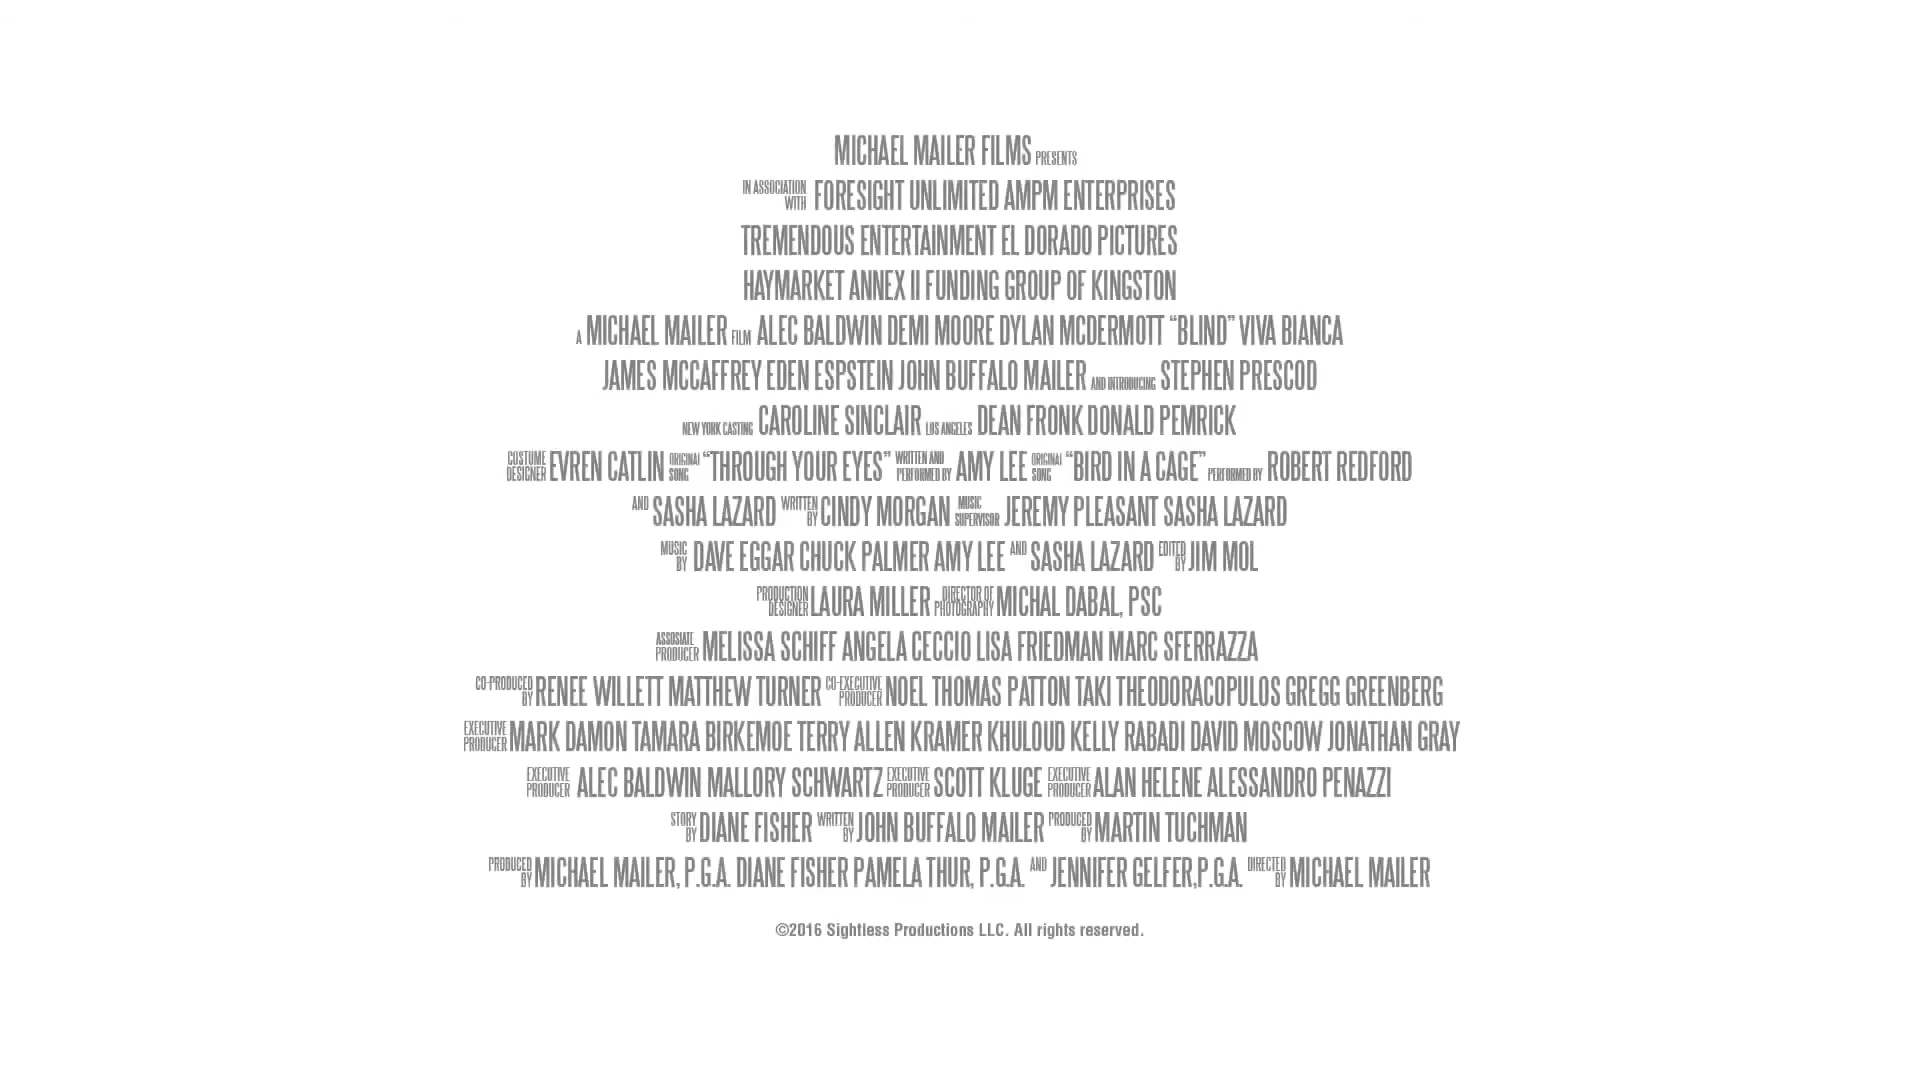 MICHAEL MAILER FILMS PRESENTS
IN ASSOCIATION WITH FORESIGHT UNLIMITED AMPM ENTERPRISES
TREMENDOUS ENTERTAINMENT EL DORADO PICTURES
HAYMARKET ANNEX II FUNDING GROUP OF KINGSTON
A MICHAEL MAILER FILM ALEC BALDWIN DEMI MOORE DYLAN MCDERMOTT “BLIND” VIVA BIANCA
JAMES MCCAFFREY EDEN ESPSTEIN JOHN BUFFALO MAILER AND INTRODUCING STEPHEN PRESCOD
NEW YORK CASTING CAROLINE SINCLAIR LOS ANGELES DEAN FRONK DONALD PEMRICK
COSTUME DESIGNER EVREN CATLIN ORIGINAL SONG “THROUGH YOUR EYES” WRITTEN AND PERFORMED BY AMY LEE ORIGINAL SONG “BIRD IN A CAGE” PERFORMED BY ROBERT REDFORD
AND SASHA LAZARD WRITTEN BY CINDY MORGAN MUSIC SUPERVISOR JEREMY PLEASANT SASHA LAZARD
MUSIC BY DAVE EGGAR CHUCK PALMER AMY LEE AND SASHA LAZARD EDITED BY JIM MOL
PRODUCTION DESIGNER LAURA MILLER DIRECTOR OF PHOTOGRAPHY MICHAL DABAL, PSC
ASSOSIATE PRODUCER MELISSA SCHIFF ANGELA CECCIO LISA FRIEDMAN MARC SFERRAZZA
CO-PRODUCED BY RENEE WILLETT MATTHEW TURNER CO-EXECUTIVE PRODUCER NOEL THOMAS PATTON TAKI THEODORACOPULOS GREGG GREENBERG
EXECUTIVE PRODUCER MARK DAMON TAMARA BIRKEMOE TERRY ALLEN KRAMER KHULOUD KELLY RABADI DAVID MOSCOW JONATHAN GRAY
EXECUTIVE PRODUCER ALEC BALDWIN MALLORY SCHWARTZ EXECUTIVE PRODUCER SCOTT KLUGE EXECUTIVE PRODUCER ALAN HELENE ALESSANDRO PENAZZI
STORY BY DIANE FISHER WRITTEN BY JOHN BUFFALO MAILER PRODUCED BY MARTIN TUCHMAN
PRODUCED BY MICHAEL MAILER, P.G.A. DIANE FISHER PAMELA THUR, P.G.A. AND JENNIFER GELFER,P.G.A. DIRECTED BY MICHAEL MAILER
©2016 Sightless Productions LLC. All rights reserved.